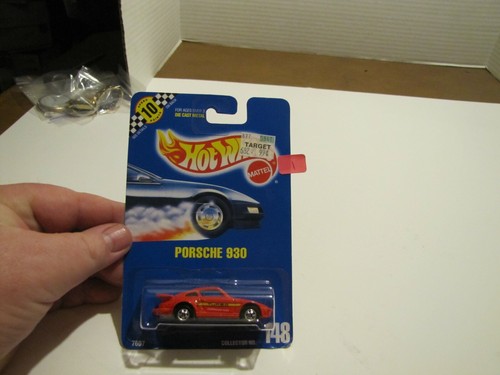 10
FOR AGES OVER 3
DIE CAST METAL
TARGET
HOT WHEELS
MATTEL
PORSCHE 930
COLLECTOR NO.
148